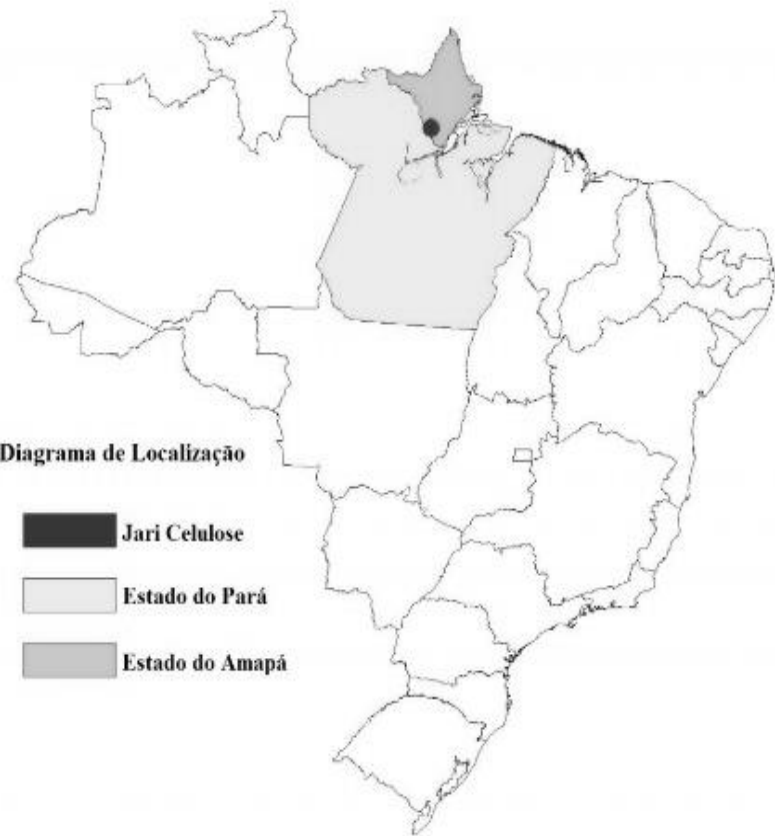 Diagrama de Localização
Jari Celulose
Estado do Pará
Estado do Amapá